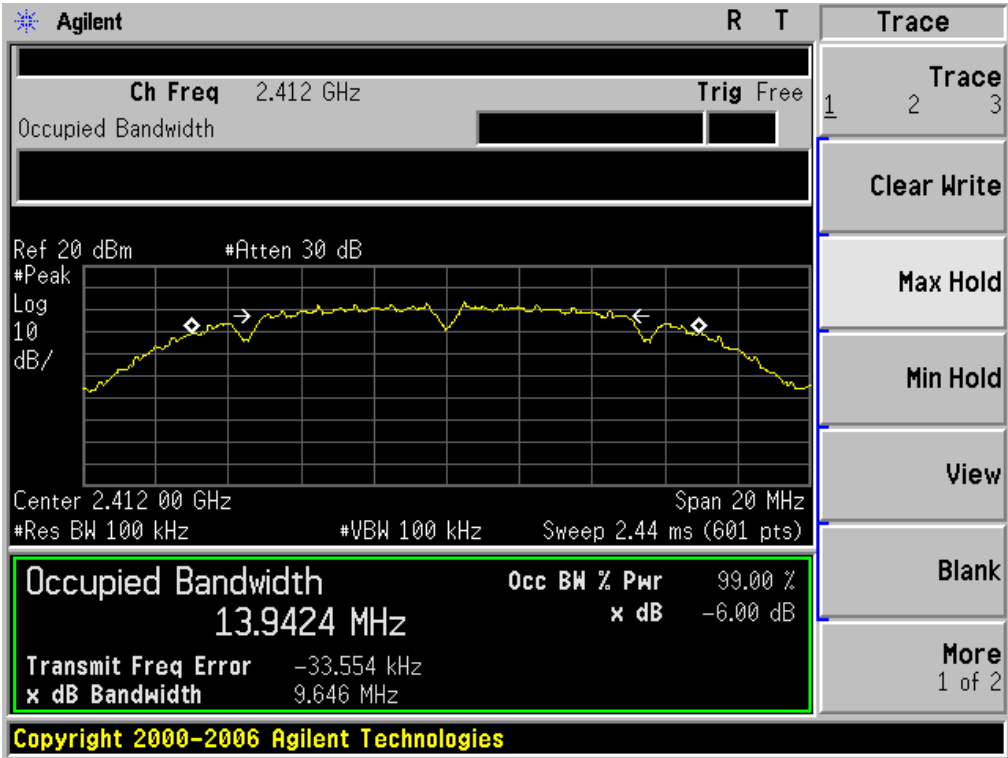 Agilent R T Trace
Ch Freq 2.412 GHz Trig Free
Occupied Bandwidth
Trace
1 2 3
Clear Write
Max Hold
Min Hold
View
Blank
More
1 of 2
Ref 20 dBm #Atten 30 dB
#Peak
Log
10
dB/
Center 2.412 00 GHz Span 20 MHz
#Res BW 100 kHz #VBW 100 kHz Sweep 2.44 ms (601 pts)
Occupied Bandwidth Occ BW % Pwr 99.00 %
13.9424 MHz x dB -6.00 dB
Transmit Freq Error -33.554 kHz
x dB Bandwidth 9.646 MHz
Copyright 2000-2006 Agilent Technologies